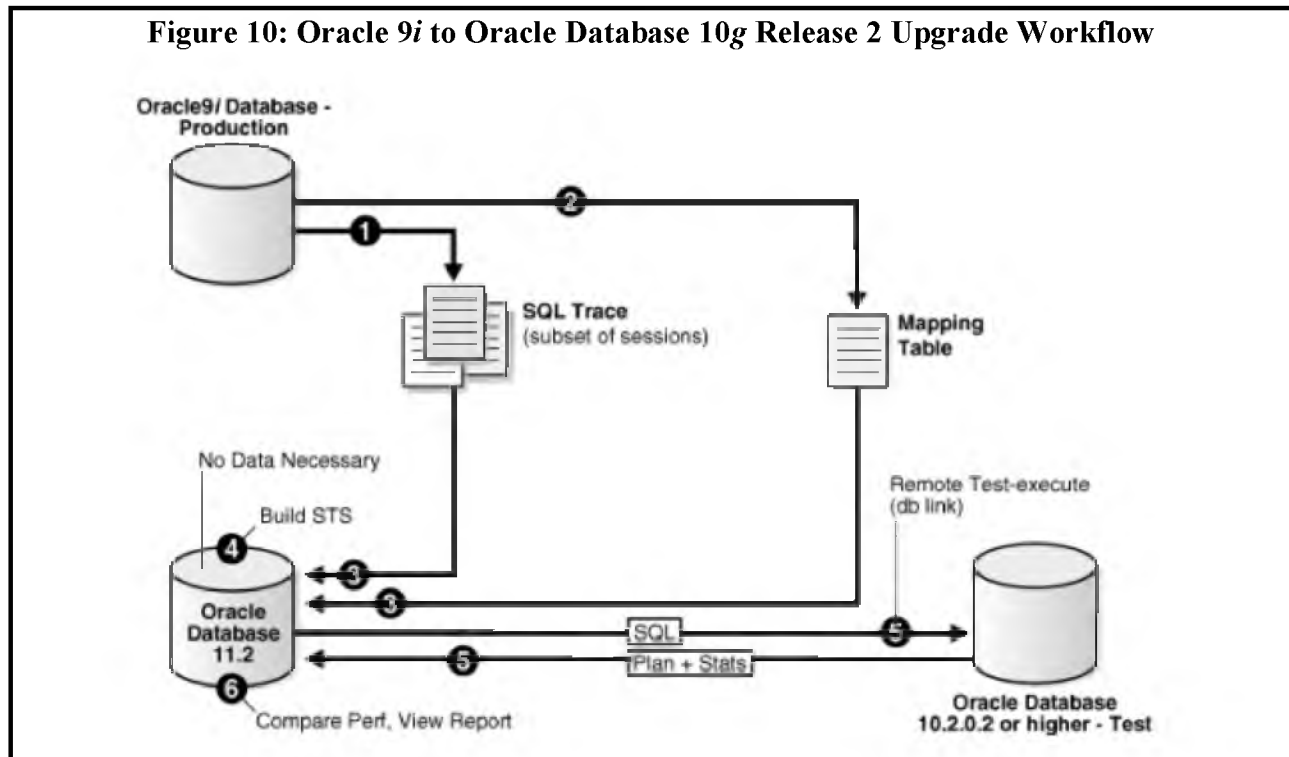 Figure 10: Oracle 9i to Oracle Database 10g Release 2 Upgrade Workflow
Oracle9i Database -
Production
2
1
SQL Trace
(subset of sessions)
Mapping
Table
No Data Necessary
Build STS
4
Remote Test-execute
(db link)
3
3
Oracle
Database
11.2
SQL
5
5
Plan + Stats
6
Compare Perf, View Report
Oracle Database
10.2.0.2 or higher - Test